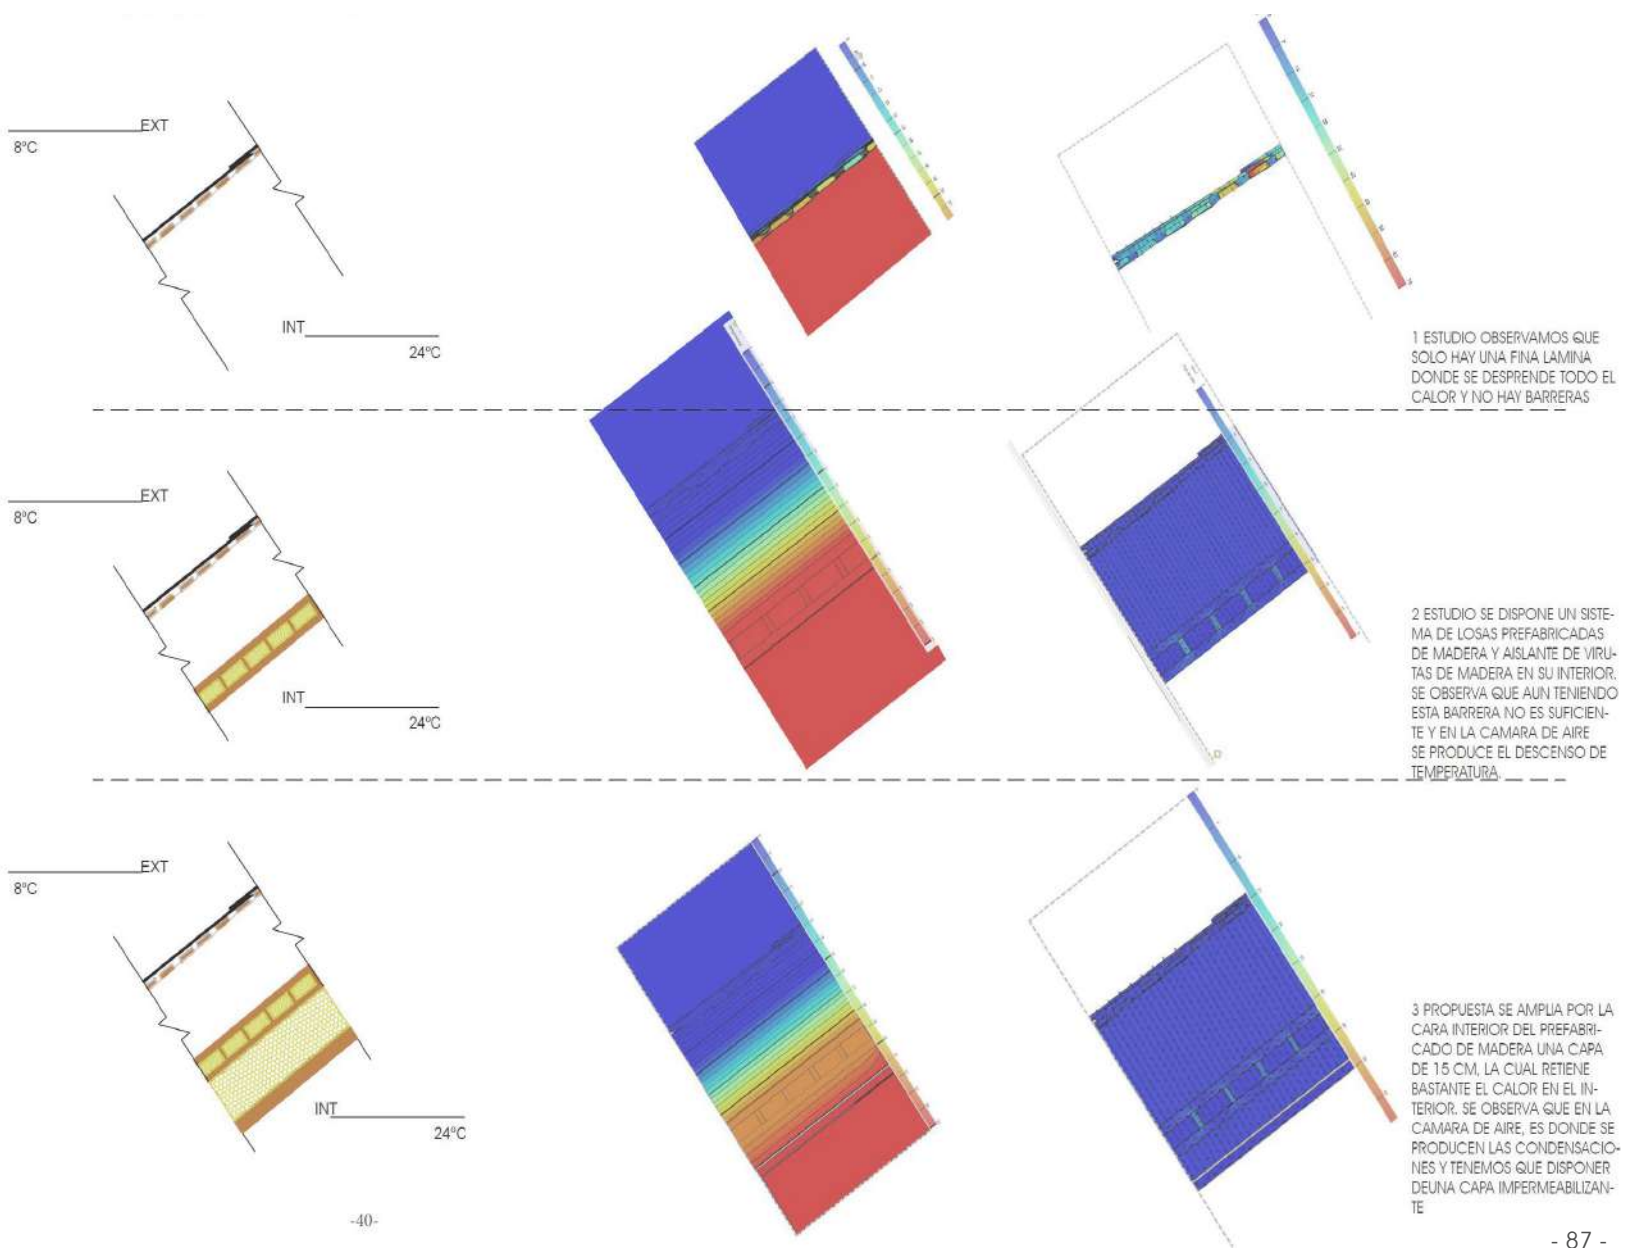 EXT
8ºC
INT
24ºC
1 ESTUDIO OBSERVAMOS QUE
SOLO HAY UNA FINA LAMINA
DONDE SE DESPRENDE TODO EL
CALOR Y NO HAY BARRERAS
EXT
8ºC
INT
24ºC
2 ESTUDIO SE DISPONE UN SISTE-
MA DE LOSAS PREFABRICADAS
DE MADERA Y AISLANTE DE VIRU-
TAS DE MADERA EN SU INTERIOR.
SE OBSERVA QUE AUN TENIENDO
ESTA BARRERA NO ES SUFICIEN-
TE Y EN LA CAMARA DE AIRE
SE PRODUCE EL DESCENSO DE
TEMPERATURA.
EXT
8ºC
INT
24ºC
3 PROPUESTA SE AMPLIA POR LA
CARA INTERIOR DEL PREFABRI-
CADO DE MADERA UNA CAPA
DE 15 CM, LA CUAL RETIENE
BASTANTE EL CALOR EN EL IN-
TERIOR. SE OBSERVA QUE EN LA
CAMARA DE AIRE, ES DONDE SE
PRODUCEN LAS CONDENSACIO-
NES Y TENEMOS QUE DISPONER
DEUNA CAPA IMPERMEABILIZAN-
TE
-40-
- 87 -